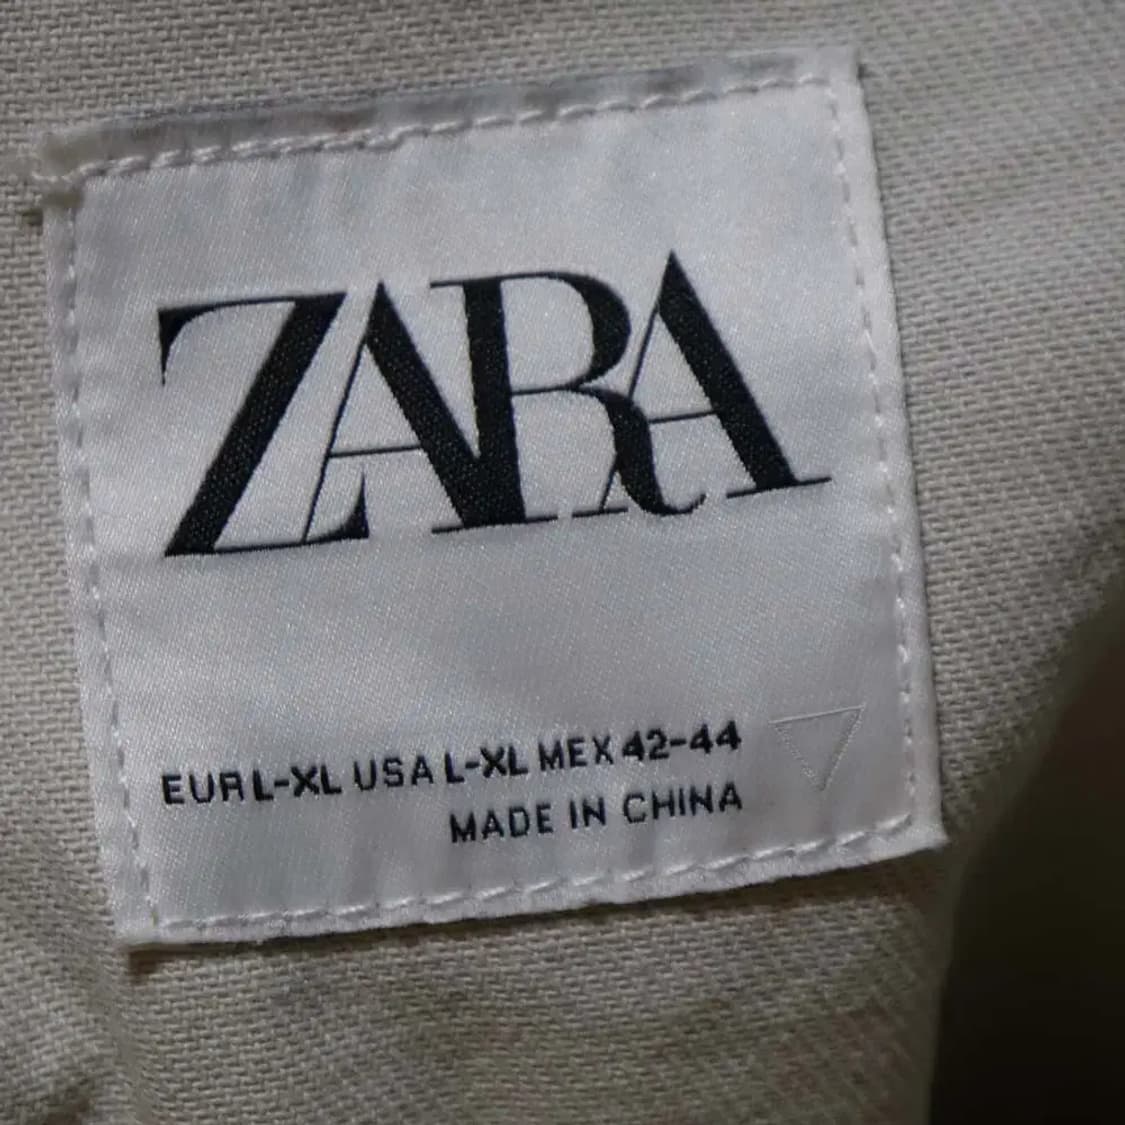 ZARA
EUR L-XL USA L-XL MEX 42-44
MADE IN CHINA